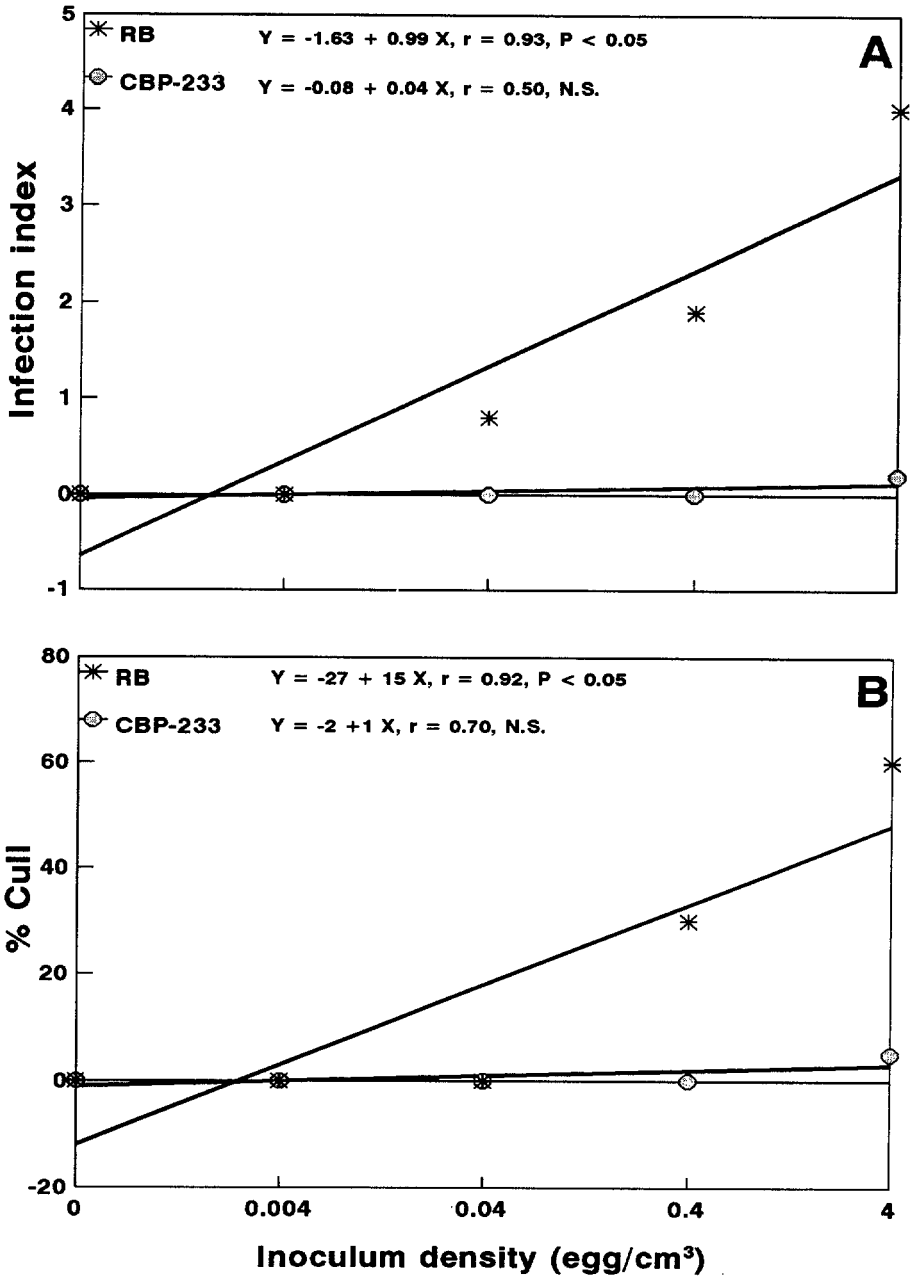 5
RB Y = -1.63 + 0.99 X, r = 0.93, P < 0.05
A
CBP-233 Y = -0.08 + 0.04 X, r = 0.50, N.S.
4
3
2
1
0
-1
Infection index
80
RB Y = -27 + 15 X, r = 0.92, P < 0.05
B
CBP-233 Y = -2 +1 X, r = 0.70, N.S.
60
40
20
0
-20
% Cull
0 0.004 0.04 0.4 4
Inoculum density (egg/cm³)